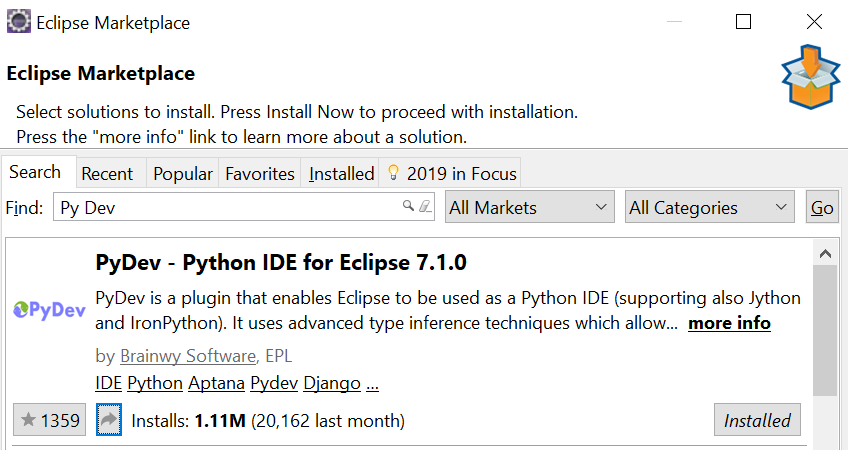 Eclipse Marketplace
Eclipse Marketplace
Select solutions to install. Press Install Now to proceed with installation.
Press the "more info" link to learn more about a solution.
Search Recent Popular Favorites Installed 2019 in Focus
Find: Py Dev All Markets All Categories Go
PyDev - Python IDE for Eclipse 7.1.0
PyDev
PyDev is a plugin that enables Eclipse to be used as a Python IDE (supporting also Jython
and IronPython). It uses advanced type inference techniques which allow... more info
by Brainwy Software, EPL
IDE Python Aptana Pydev Django ...
1359 Installs: 1.11M (20,162 last month) Installed